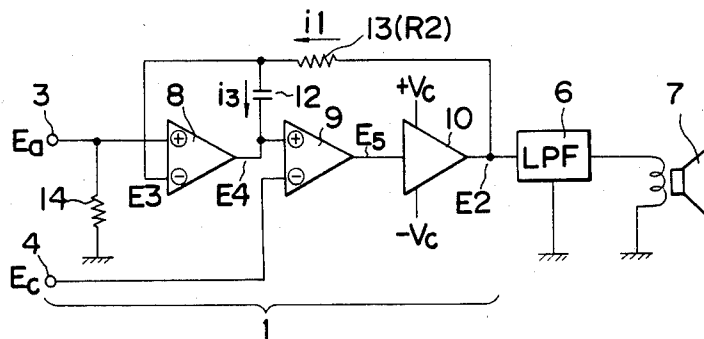 i1
13(R2)
3
8
i3
12
9
+Vc
10
6
7
Ea
⊕
⊕
E5
LPF
14
E3
⊖
E4
⊖
E2
4
−Vc
Ec
1